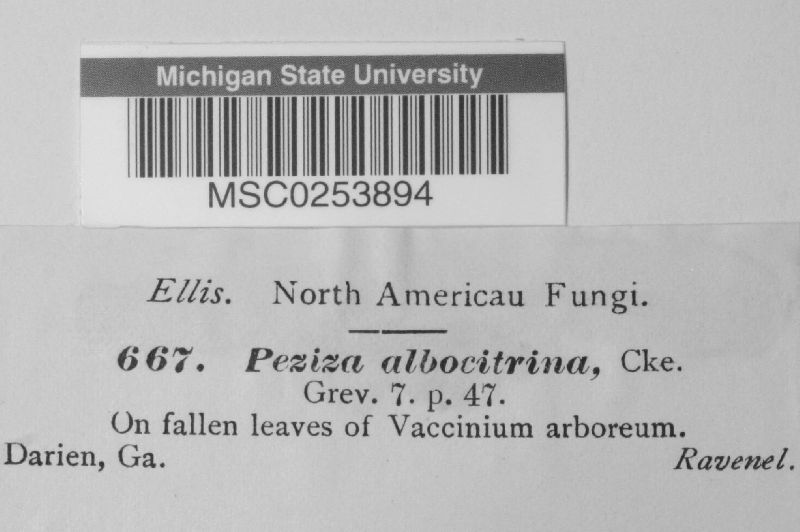 Michigan State University
MSC0253894
Ellis. North Americau Fungi.
667. Peziza albocitrina, Cke.
Grev. 7. p. 47.
On fallen leaves of Vaccinium arboreum.
Darien, Ga. Ravenel.